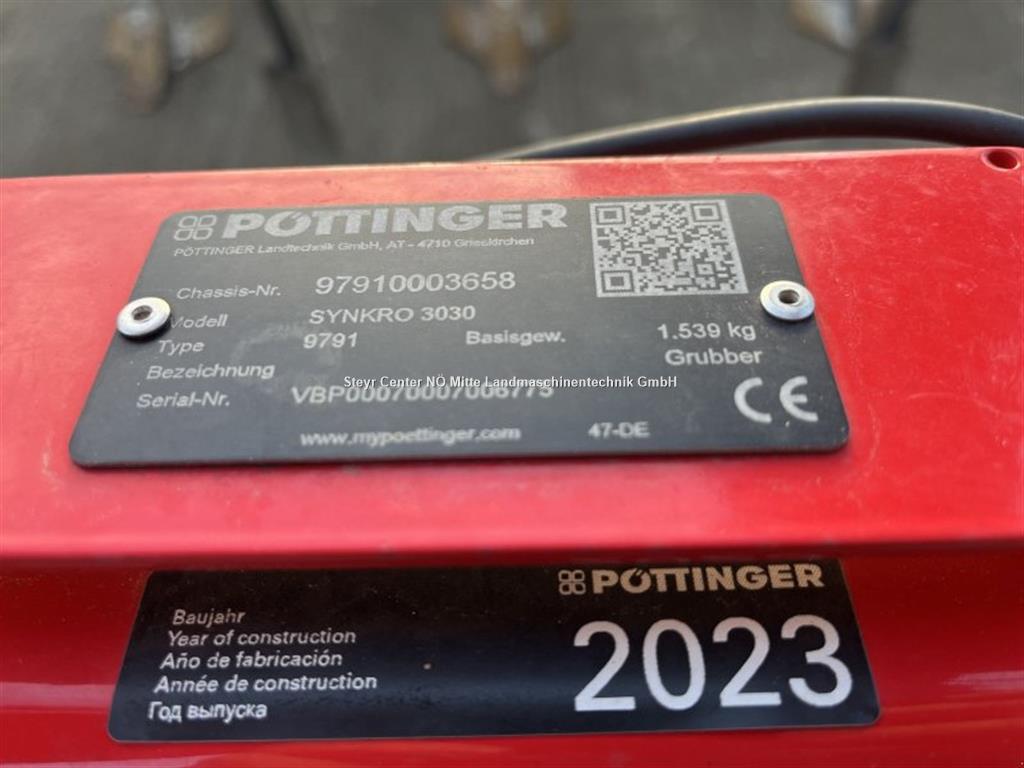 PÖTTINGER
PÖTTINGER Landtechnik GmbH, AT - 4710 Grieskirchen
Chassis-Nr. 97910003658
Modell SYNKRO 3030
Type 9791 Basisgew. 1.539 kg
Bezeichnung Grubber
Steyr Center NÖ Mitte Landmaschinentechnik GmbH
Serial-Nr. VBP00070007006775
www.mypoettinger.com 47-DE
CE
PÖTTINGER
Baujahr
Year of construction
Año de fabricación
Année de construction
Год выпуска
2023